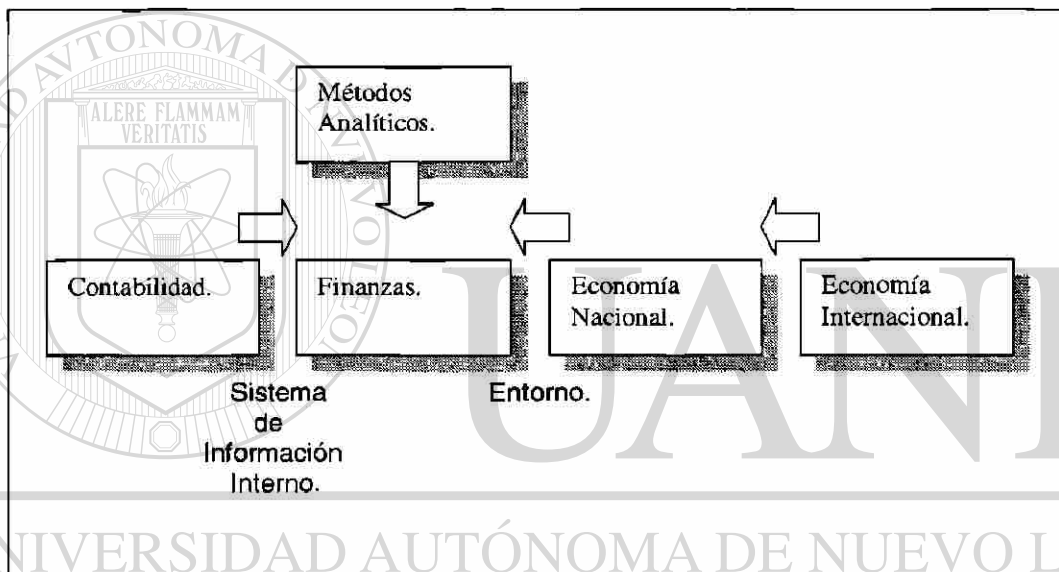 Métodos
Analíticos.
Contabilidad.
Finanzas.
Economía
Nacional.
Economía
Internacional.
Sistema
de
Información
Interno.
Entorno.
ALERE FLAMMAM
VERITATIS
UANL
UNIVERSIDAD AUTÓNOMA DE NUEVO L